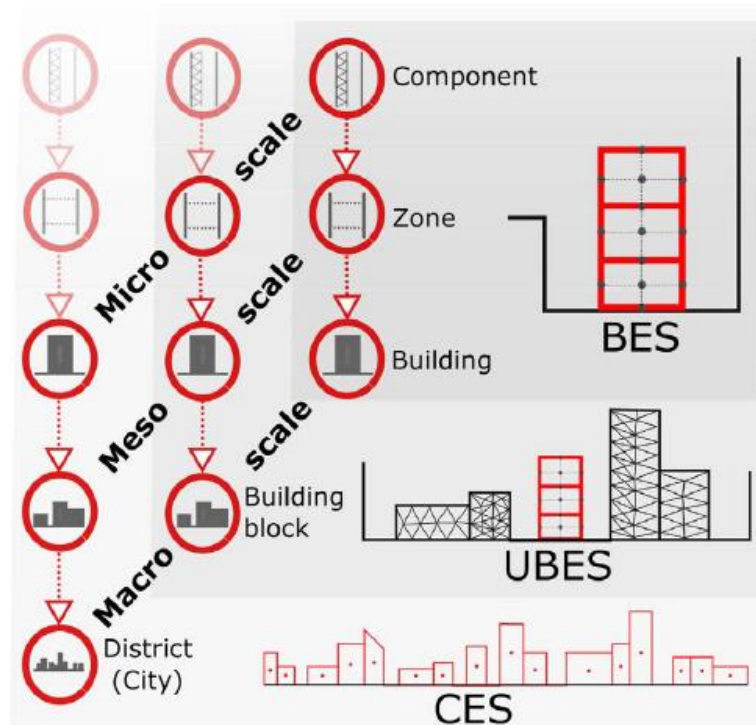 Component
Micro scale
Zone
Meso scale
Building
BES
Macro scale
Building
block
UBES
District
(City)
CES